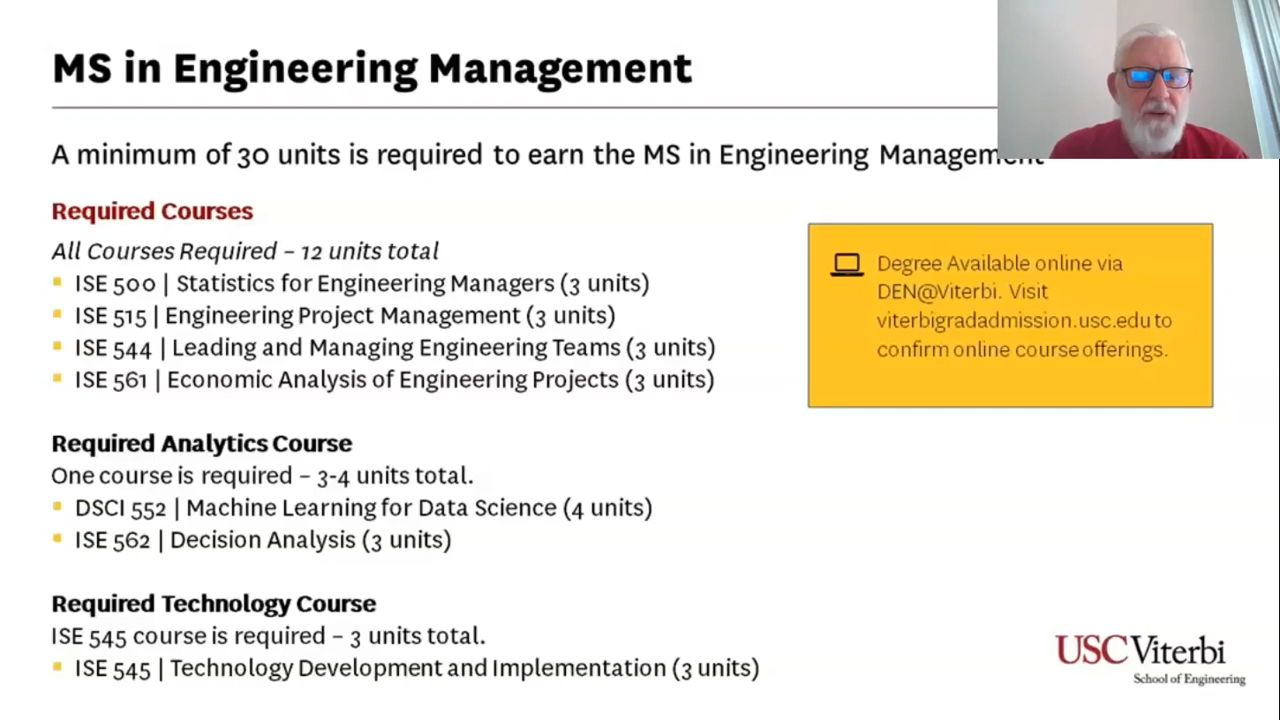 MS in Engineering Management
A minimum of 30 units is required to earn the MS in Engineering Management
Required Courses
All Courses Required – 12 units total
ISE 500 | Statistics for Engineering Managers (3 units)
ISE 515 | Engineering Project Management (3 units)
ISE 544 | Leading and Managing Engineering Teams (3 units)
ISE 561 | Economic Analysis of Engineering Projects (3 units)
Degree Available online via
DEN@Viterbi. Visit
viterbigradadmission.usc.edu to
confirm online course offerings.
Required Analytics Course
One course is required – 3-4 units total.
DSCI 552 | Machine Learning for Data Science (4 units)
ISE 562 | Decision Analysis (3 units)
Required Technology Course
ISE 545 course is required – 3 units total.
ISE 545 | Technology Development and Implementation (3 units)
USC Viterbi
School of Engineering